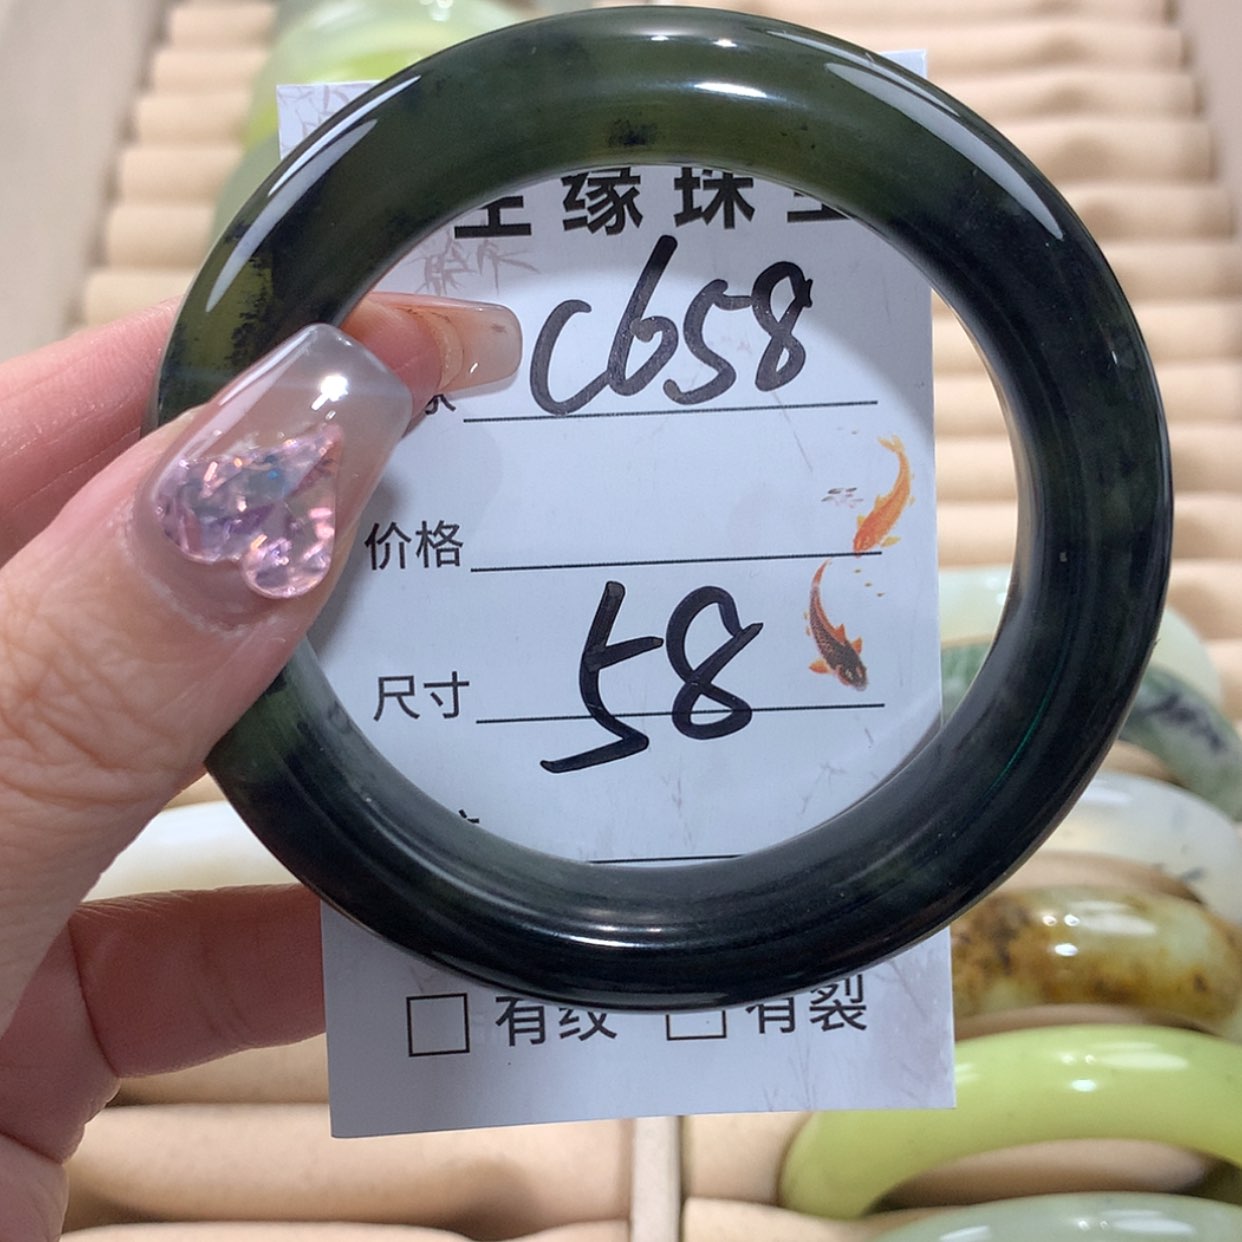 缘珠
C658
价格
尺寸 58
□ 有纹 □ 有裂